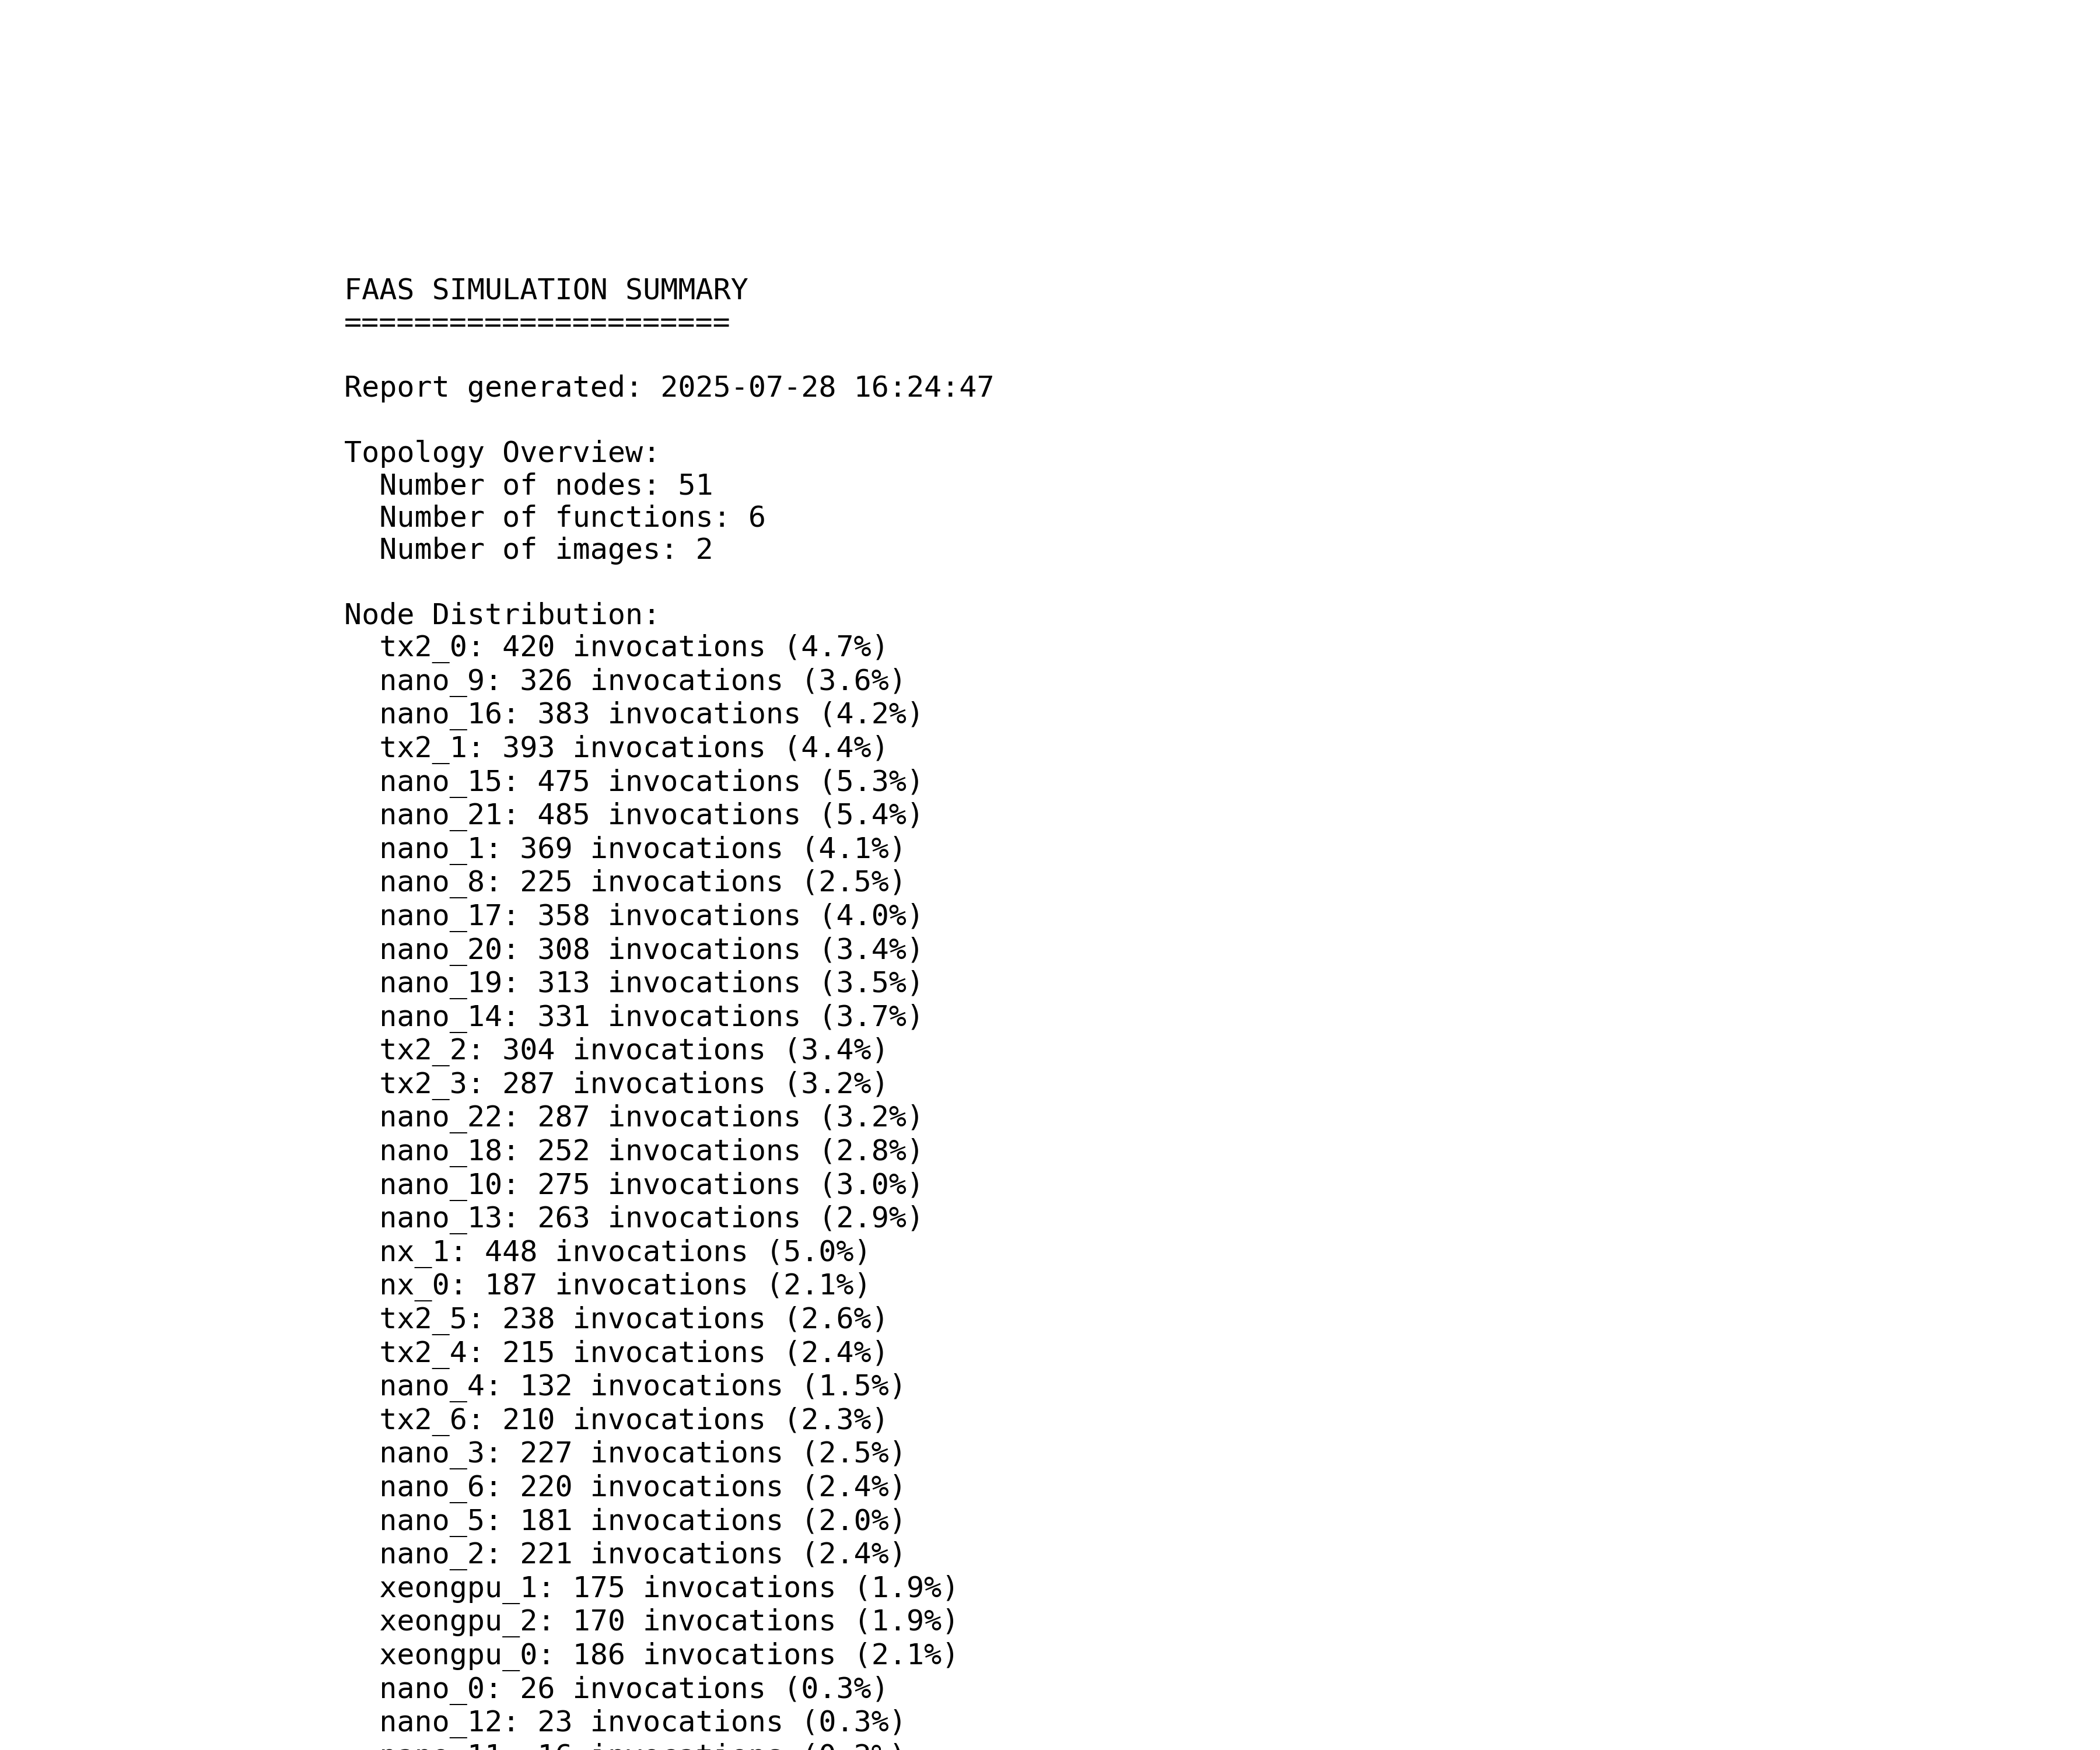 FAAS SIMULATION SUMMARY
======================
Report generated: 2025-07-28 16:24:47
Topology Overview:
Number of nodes: 51
Number of functions: 6
Number of images: 2
Node Distribution:
tx2_0: 420 invocations (4.7%)
nano_9: 326 invocations (3.6%)
nano_16: 383 invocations (4.2%)
tx2_1: 393 invocations (4.4%)
nano_15: 475 invocations (5.3%)
nano_21: 485 invocations (5.4%)
nano_1: 369 invocations (4.1%)
nano_8: 225 invocations (2.5%)
nano_17: 358 invocations (4.0%)
nano_20: 308 invocations (3.4%)
nano_19: 313 invocations (3.5%)
nano_14: 331 invocations (3.7%)
tx2_2: 304 invocations (3.4%)
tx2_3: 287 invocations (3.2%)
nano_22: 287 invocations (3.2%)
nano_18: 252 invocations (2.8%)
nano_10: 275 invocations (3.0%)
nano_13: 263 invocations (2.9%)
nx_1: 448 invocations (5.0%)
nx_0: 187 invocations (2.1%)
tx2_5: 238 invocations (2.6%)
tx2_4: 215 invocations (2.4%)
nano_4: 132 invocations (1.5%)
tx2_6: 210 invocations (2.3%)
nano_3: 227 invocations (2.5%)
nano_6: 220 invocations (2.4%)
nano_5: 181 invocations (2.0%)
nano_2: 221 invocations (2.4%)
xeongpu_1: 175 invocations (1.9%)
xeongpu_2: 170 invocations (1.9%)
xeongpu_0: 186 invocations (2.1%)
nano_0: 26 invocations (0.3%)
nano_12: 23 invocations (0.3%)